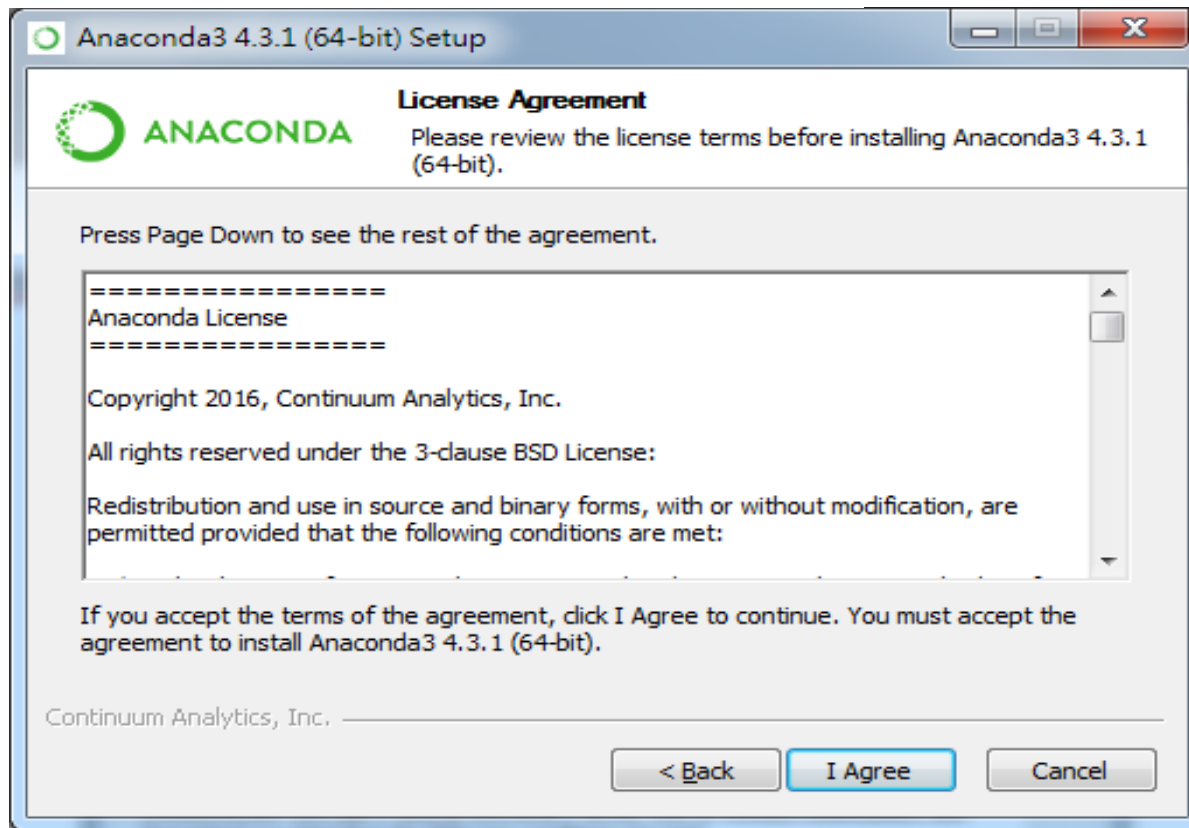 Anaconda3 4.3.1 (64-bit) Setup
ANACONDA
License Agreement
Please review the license terms before installing Anaconda3 4.3.1
(64-bit).
Press Page Down to see the rest of the agreement.
================
Anaconda License
================
Copyright 2016, Continuum Analytics, Inc.
All rights reserved under the 3-clause BSD License:
Redistribution and use in source and binary forms, with or without modification, are
permitted provided that the following conditions are met:
If you accept the terms of the agreement, click I Agree to continue. You must accept the
agreement to install Anaconda3 4.3.1 (64-bit).
Continuum Analytics, Inc.
< Back
I Agree
Cancel